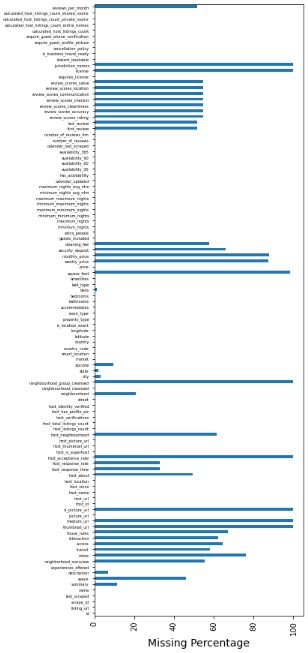 reviews_per_month
calculated_host_listings_count_shared_rooms
calculated_host_listings_count_private_rooms
calculated_host_listings_count_entire_homes
calculated_host_listings_count
require_guest_phone_verification
require_guest_profile_picture
cancellation_policy
is_business_travel_ready
instant_bookable
jurisdiction_names
license
requires_license
review_scores_value
review_scores_location
review_scores_communication
review_scores_checkin
review_scores_cleanliness
review_scores_accuracy
review_scores_rating
last_review
first_review
number_of_reviews_ltm
number_of_reviews
calendar_last_scraped
availability_365
availability_90
availability_60
availability_30
has_availability
calendar_updated
maximum_nights_avg_ntm
minimum_nights_avg_ntm
maximum_maximum_nights
minimum_maximum_nights
maximum_minimum_nights
minimum_minimum_nights
maximum_nights
minimum_nights
extra_people
guests_included
cleaning_fee
security_deposit
monthly_price
weekly_price
price
square_feet
amenities
bed_type
beds
bedrooms
bathrooms
accommodates
room_type
property_type
is_location_exact
longitude
latitude
country
country_code
smart_location
market
zipcode
state
city
neighbourhood_group_cleansed
neighbourhood_cleansed
neighbourhood
street
host_identity_verified
host_has_profile_pic
host_verifications
host_total_listings_count
host_listings_count
host_neighbourhood
host_picture_url
host_thumbnail_url
host_is_superhost
host_acceptance_rate
host_response_rate
host_response_time
host_about
host_location
host_since
host_name
host_url
host_id
xl_picture_url
picture_url
medium_url
thumbnail_url
house_rules
interaction
access
transit
notes
neighborhood_overview
experiences_offered
description
space
summary
name
last_scraped
scrape_id
listing_url
id
0
20
40
60
80
100
Missing Percentage